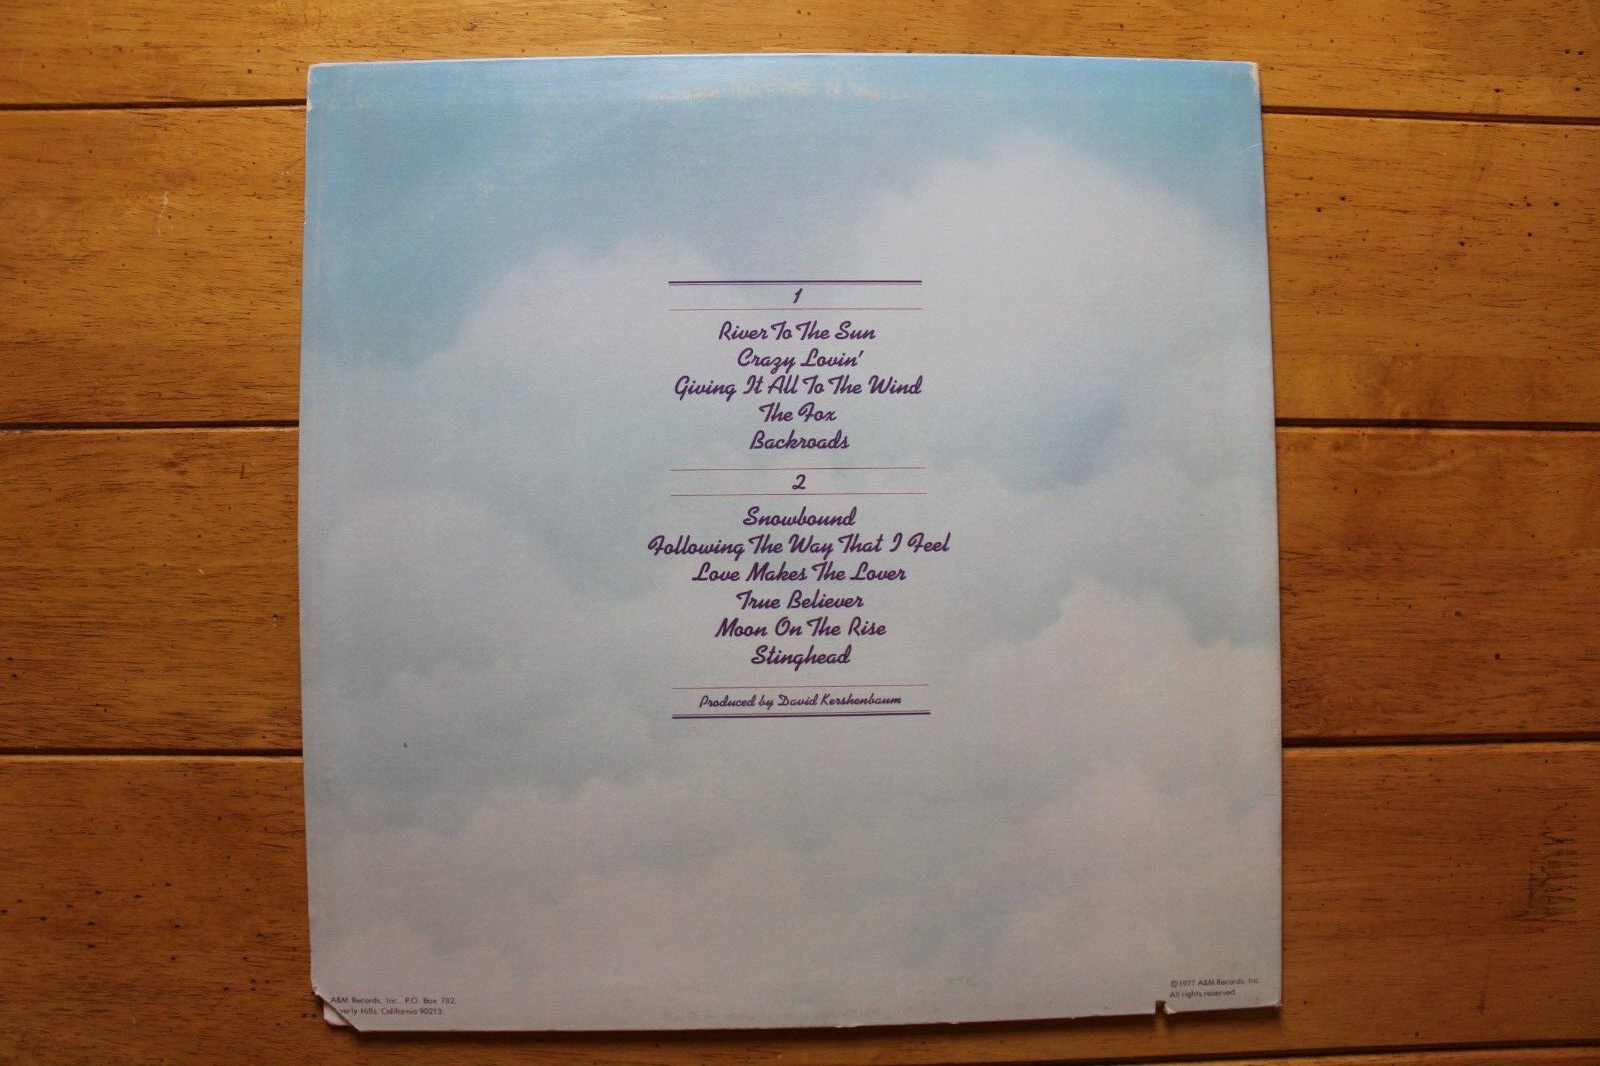 1
River To The Sun
Crazy Lovin'
Giving It All To The Wind
The Fox
Backroads
2
Snowbound
Following The Way That I Feel
Love Makes The Lover
True Believer
Moon On The Rise
Stinghead
Produced by David Kershenbaum
A&M Records, Inc. P.O. Box 782,
verly Hills, California 90213.
©1977 A&M Records, Inc.
All rights reserved.